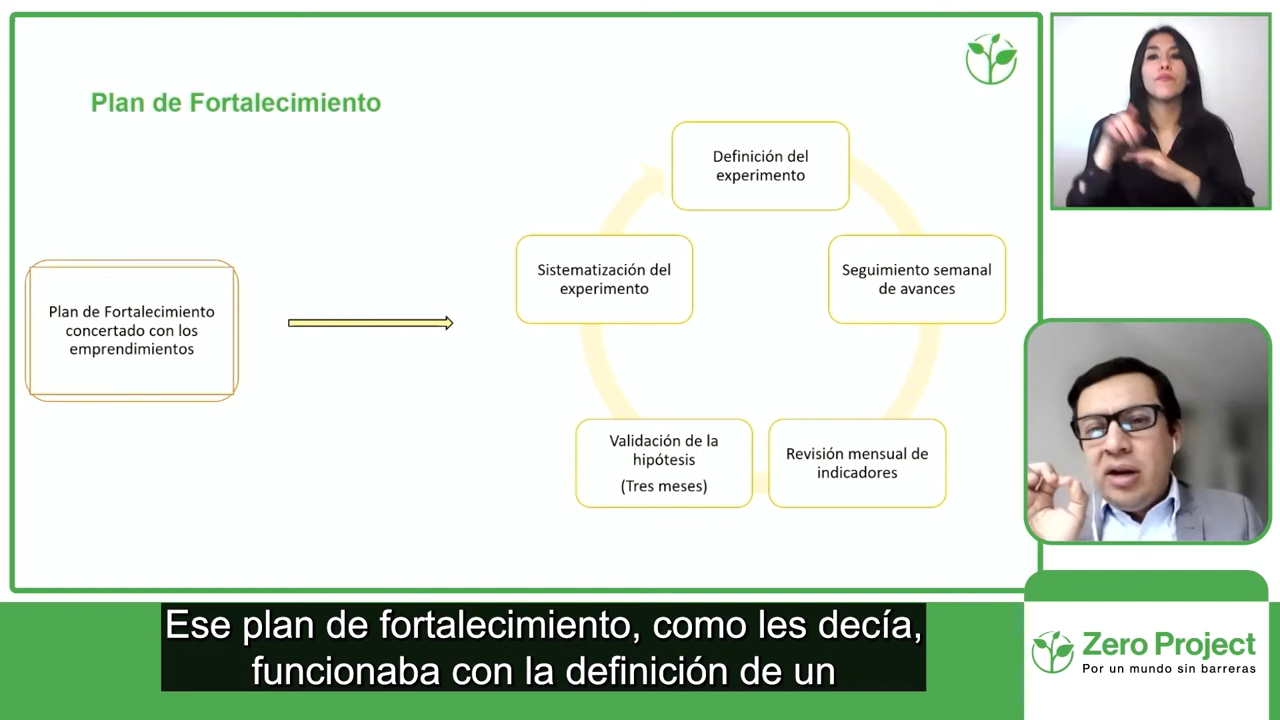 Plan de Fortalecimiento
Plan de Fortalecimiento
concertado con los
emprendimientos
Definición del
experimento
Seguimiento semanal
de avances
Revisión mensual de
indicadores
Validación de la
hipótesis
(Tres meses)
Sistematización del
experimento
Ese plan de fortalecimiento, como les decía,
funcionaba con la definición de un
Zero Project
Por un mundo sin barreras